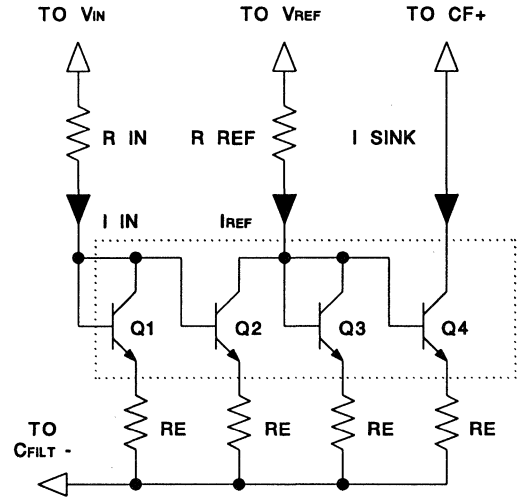 TO VIN TO VREF TO CF+
R IN R REF I SINK
I IN IREF
Q1 Q2 Q3 Q4
RE RE RE RE
TO
CFILT -